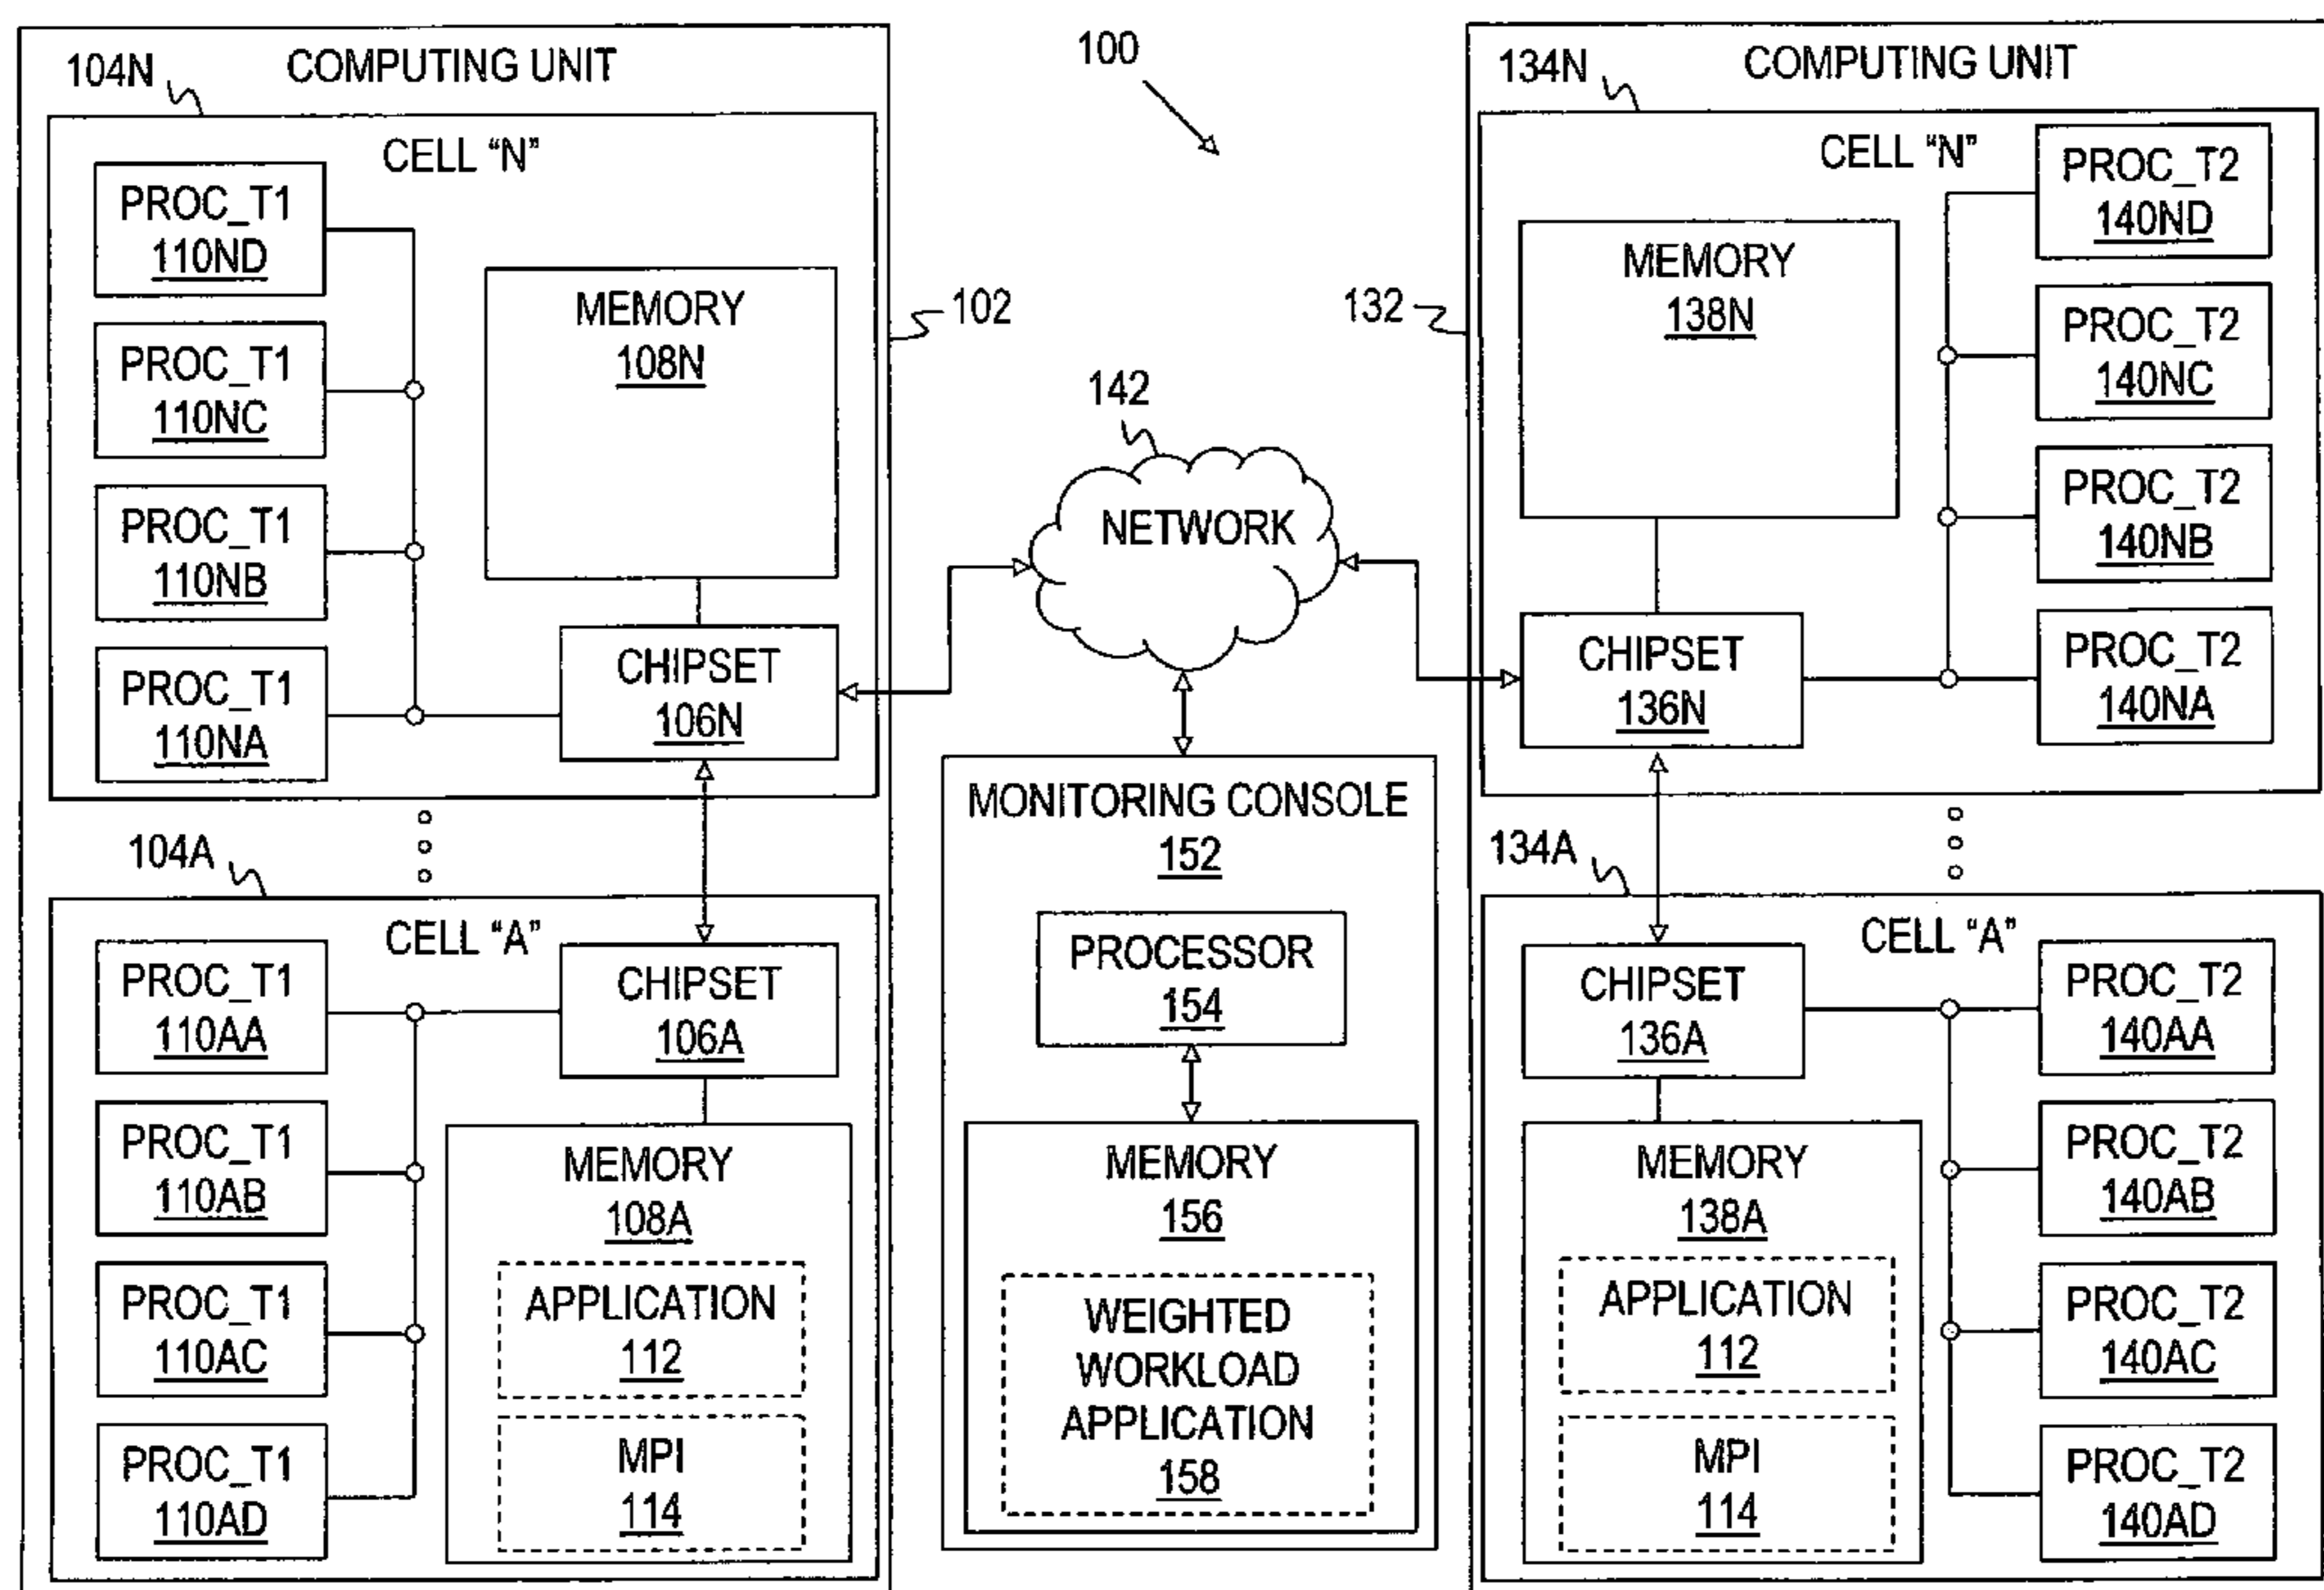 COMPUTING UNIT
104N
CELL "N"
PROC_T1
110ND
PROC_T1
110NC
PROC_T1
110NB
PROC_T1
110NA
MEMORY
108N
CHIPSET
106N
102
104A
CELL "A"
PROC_T1
110AA
PROC_T1
110AB
PROC_T1
110AC
PROC_T1
110AD
CHIPSET
106A
MEMORY
108A
APPLICATION
112
MPI
114
100
142
NETWORK
MONITORING CONSOLE
152
PROCESSOR
154
MEMORY
156
WEIGHTED
WORKLOAD
APPLICATION
158
COMPUTING UNIT
134N
132
CELL "N"
MEMORY
138N
CHIPSET
136N
PROC_T2
140ND
PROC_T2
140NC
PROC_T2
140NB
PROC_T2
140NA
134A
CELL "A"
CHIPSET
136A
MEMORY
138A
APPLICATION
112
MPI
114
PROC_T2
140AA
PROC_T2
140AB
PROC_T2
140AC
PROC_T2
140AD